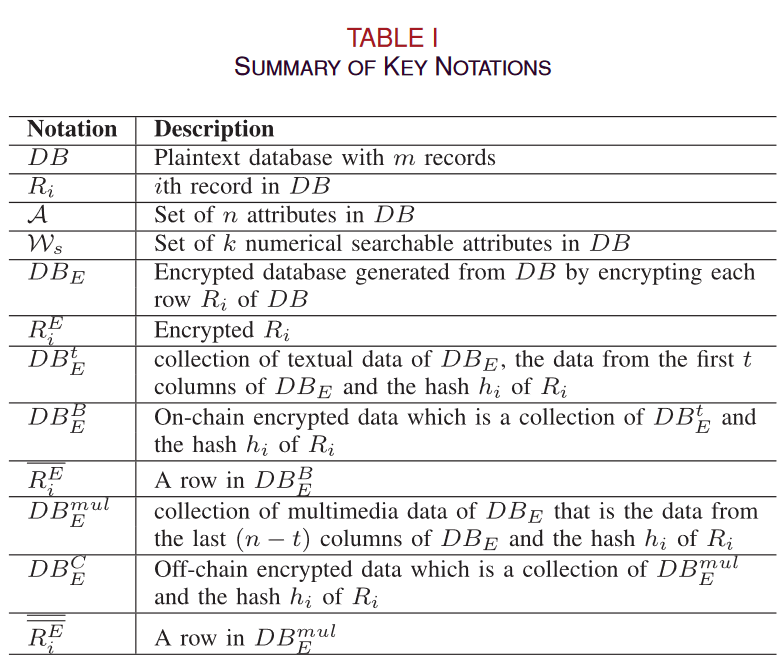 TABLE I
SUMMARY OF KEY NOTATIONS
Notation Description
DB Plaintext database with m records
R_i ith record in DB
𝒜 Set of n attributes in DB
𝒲_s Set of k numerical searchable attributes in DB
DB_E Encrypted database generated from DB by encrypting each
row R_i of DB
R_i^E Encrypted R_i
DB_E^t collection of textual data of DB_E, the data from the first t
columns of DB_E and the hash h_i of R_i
DB_E^B On-chain encrypted data which is a collection of DB_E^t and
the hash h_i of R_i
\overline{R_i^E} A row in DB_E^B
DB_E^{mul} collection of multimedia data of DB_E that is the data from
the last (n − t) columns of DB_E and the hash h_i of R_i
DB_E^C Off-chain encrypted data which is a collection of DB_E^{mul}
and the hash h_i of R_i
\overline{\overline{R_i^E}} A row in DB_E^{mul}